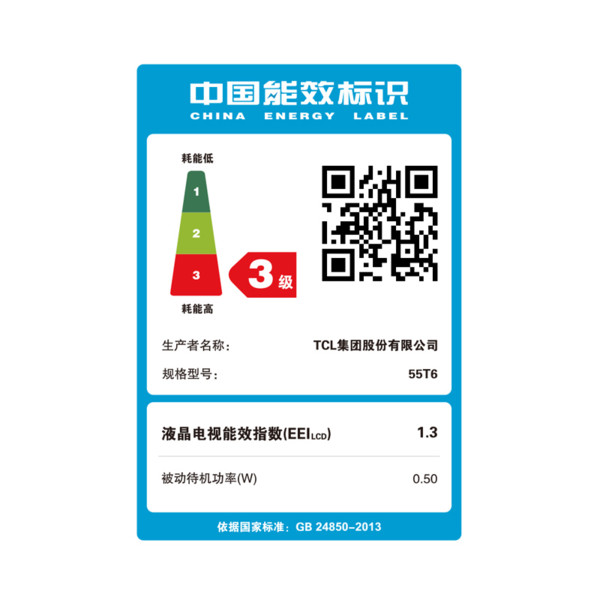 中国能效标识
CHINA ENERGY LABEL
耗能低
1
2
3
3级
耗能高
生产者名称: TCL集团股份有限公司
规格型号: 55T6
液晶电视能效指数(EEILCD) 1.3
被动待机功率(W) 0.50
依据国家标准: GB 24850-2013